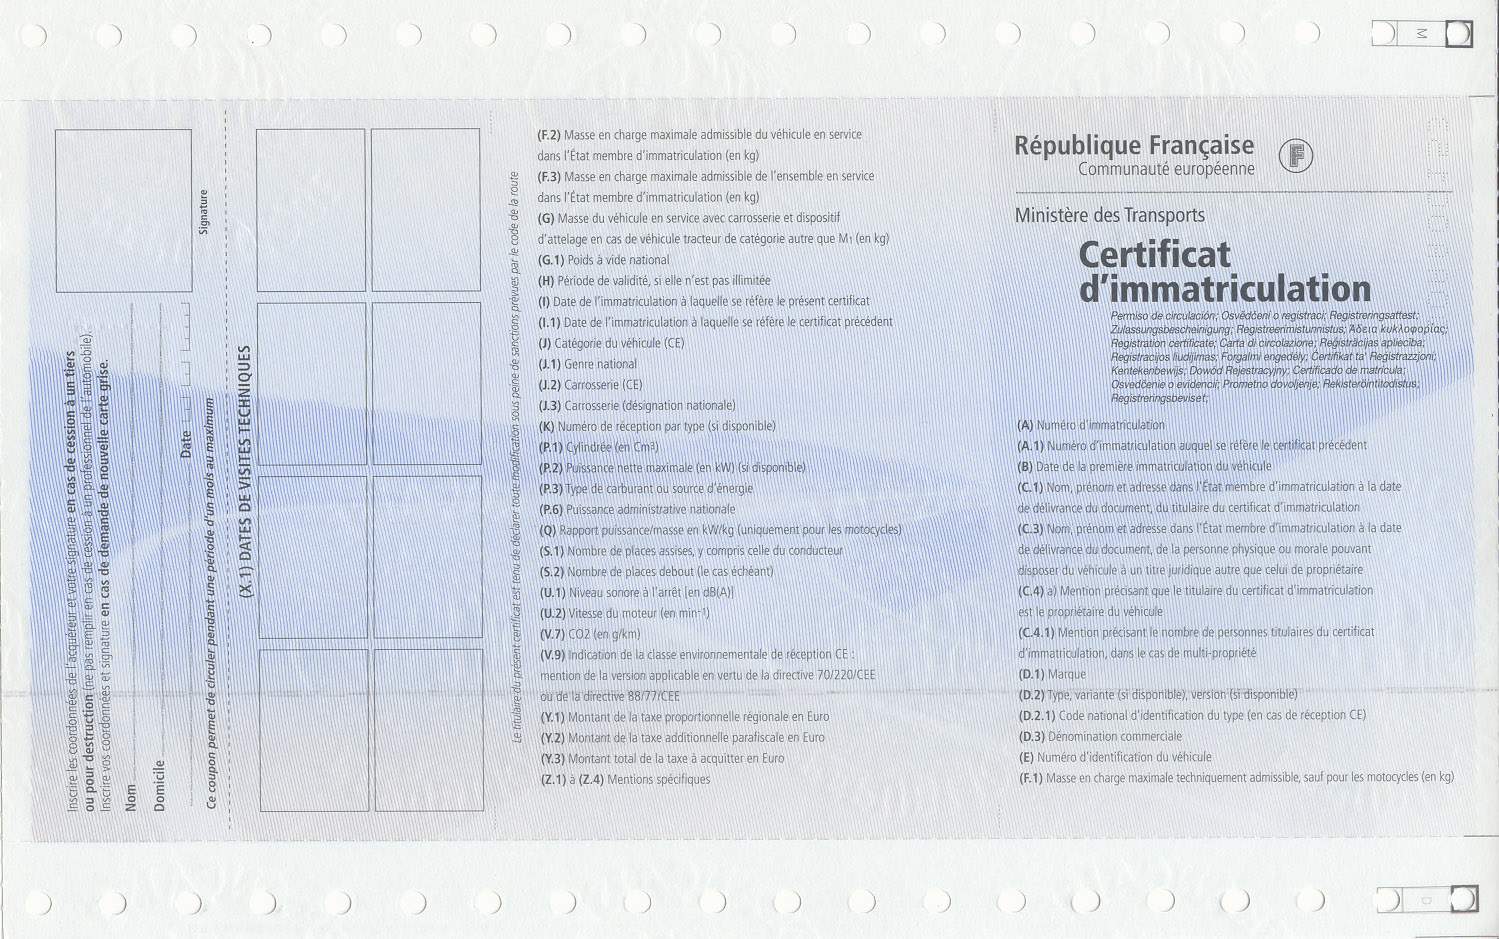 M
République Française
Communauté européenne
F
Ministère des Transports
Certificat
d'immatriculation
Permiso de circulación; Osvědčení o registraci; Registreringsattest;
Zulassungsbescheinigung; Registreerimistunnistus; Άδεια κυκλοφορίας;
Registration certificate; Carta di circolazione; Reģistrācijas apliecība;
Registracijos liudijimas; Forgalmi engedély; Ċertifikat ta' Reġistrazzjoni;
Kentekenbewijs; Dowód Rejestracyjny; Certificado de matrícula;
Osvedčenie o evidencii; Prometno dovoljenje; Rekisteröintitodistus;
Registreringsbeviset;
(A) Numéro d'immatriculation
(A.1) Numéro d'immatriculation auquel se réfère le certificat précédent
(B) Date de la première immatriculation du véhicule
(C.1) Nom, prénom et adresse dans l'État membre d'immatriculation à la date
de délivrance du document, du titulaire du certificat d'immatriculation
(C.3) Nom, prénom et adresse dans l'État membre d'immatriculation à la date
de délivrance du document, de la personne physique ou morale pouvant
disposer du véhicule à un titre juridique autre que celui de propriétaire
(C.4) a) Mention précisant que le titulaire du certificat d'immatriculation
est le propriétaire du véhicule
(C.4.1) Mention précisant le nombre de personnes titulaires du certificat
d'immatriculation, dans le cas de multi-propriété
(D.1) Marque
(D.2) Type, variante (si disponible), version (si disponible)
(D.2.1) Code national d'identification du type (en cas de réception CE)
(D.3) Dénomination commerciale
(E) Numéro d'identification du véhicule
(F.1) Masse en charge maximale techniquement admissible, sauf pour les motocycles (en kg)
(F.2) Masse en charge maximale admissible du véhicule en service
dans l'État membre d'immatriculation (en kg)
(F.3) Masse en charge maximale admissible de l'ensemble en service
dans l'État membre d'immatriculation (en kg)
(G) Masse du véhicule en service avec carrosserie et dispositif
d'attelage en cas de véhicule tracteur de catégorie autre que M1 (en kg)
(G.1) Poids à vide national
(H) Période de validité, si elle n'est pas illimitée
(I) Date de l'immatriculation à laquelle se réfère le présent certificat
(I.1) Date de l'immatriculation à laquelle se réfère le certificat précédent
(J) Catégorie du véhicule (CE)
(J.1) Genre national
(J.2) Carrosserie (CE)
(J.3) Carrosserie (désignation nationale)
(K) Numéro de réception par type (si disponible)
(P.1) Cylindrée (en Cm³)
(P.2) Puissance nette maximale (en kW) (si disponible)
(P.3) Type de carburant ou source d'énergie
(P.6) Puissance administrative nationale
(Q) Rapport puissance/masse en kW/kg (uniquement pour les motocycles)
(S.1) Nombre de places assises, y compris celle du conducteur
(S.2) Nombre de places debout (le cas échéant)
(U.1) Niveau sonore à l'arrêt [en dB(A)]
(U.2) Vitesse du moteur (en min⁻¹)
(V.7) CO2 (en g/km)
(V.9) Indication de la classe environnementale de réception CE :
mention de la version applicable en vertu de la directive 70/220/CEE
ou de la directive 88/77/CEE
(Y.1) Montant de la taxe proportionnelle régionale en Euro
(Y.2) Montant de la taxe additionnelle parafiscale en Euro
(Y.3) Montant total de la taxe à acquitter en Euro
(Z.1) à (Z.4) Mentions spécifiques
Le titulaire du présent certificat est tenu de déclarer toute modification sous peine de sanctions prévues par le code de la route
(X.1) DATES DE VISITES TECHNIQUES
Inscrire les coordonnées de l'acquéreur et votre signature en cas de cession à un tiers
ou pour destruction (ne pas remplir en cas de cession à un professionnel de l'automobile).
Inscrire vos coordonnées et signature en cas de demande de nouvelle carte grise.
Nom
Domicile
Date
Signature
Ce coupon permet de circuler pendant une période d'un mois au maximum